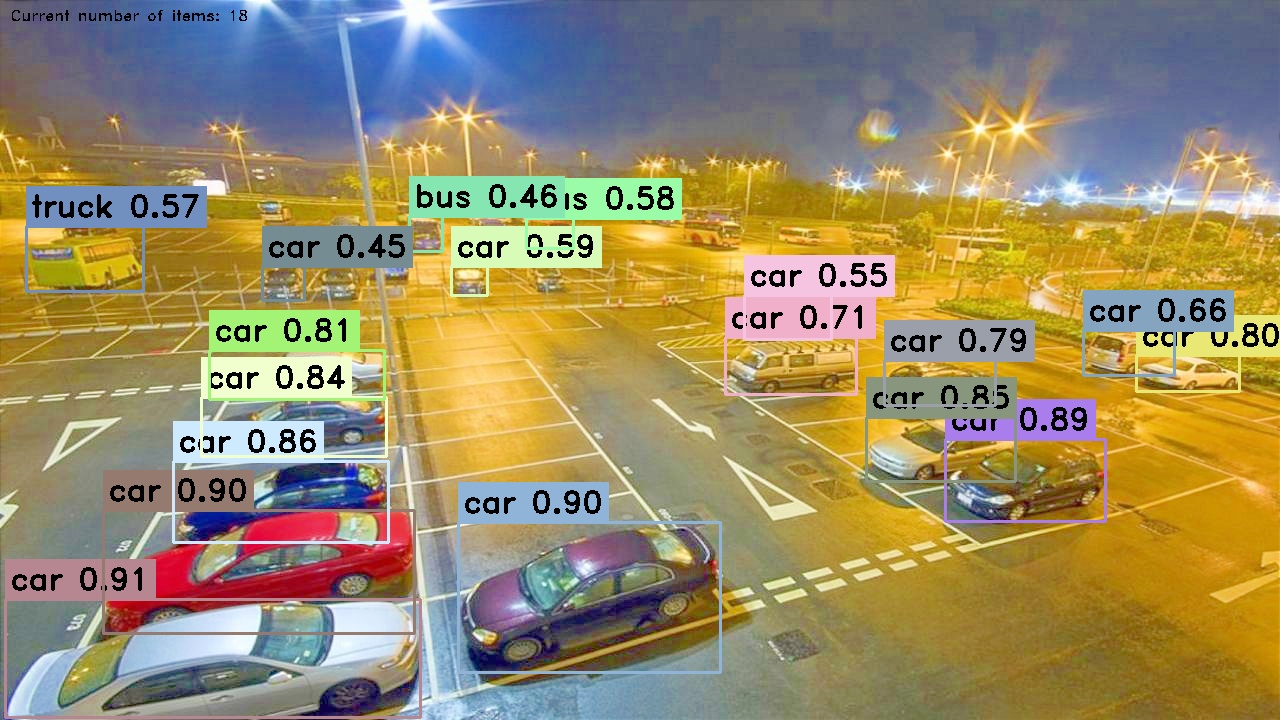 Current number of items: 18
bus 0.46
us 0.58
truck 0.57
car 0.45
car 0.59
car 0.55
car 0.66
car 0.71
car 0.81
car 0.79
car 0.80
car 0.84
car 0.85
car 0.89
car 0.86
car 0.90
car 0.90
car 0.91